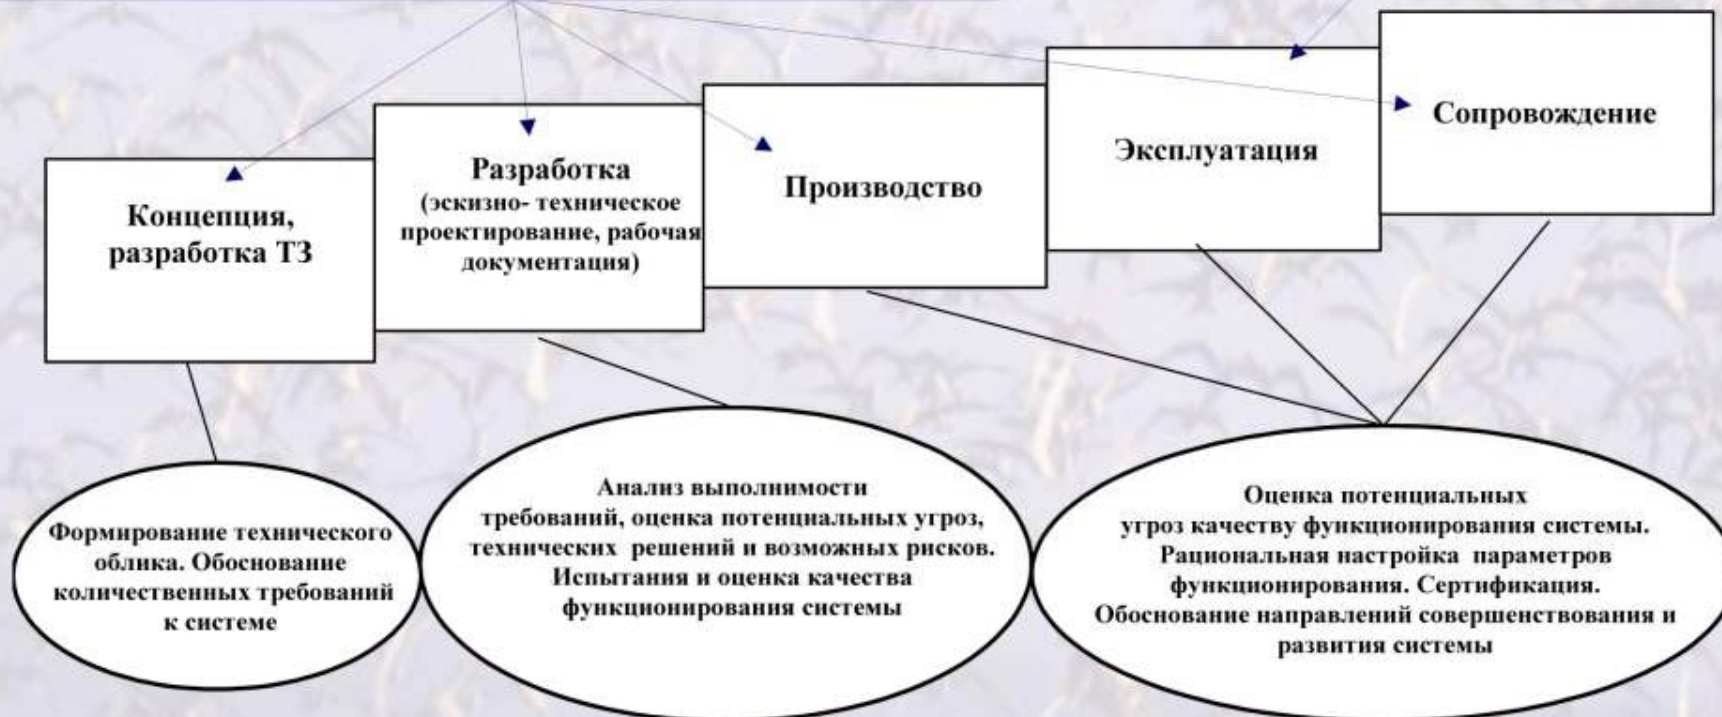 Концепция,
разработка ТЗ
Разработка
(эскизно- техническое
проектирование, рабочая
документация)
Производство
Эксплуатация
Сопровождение
Формирование технического
облика. Обоснование
количественных требований
к системе
Анализ выполнимости
требований, оценка потенциальных угроз,
технических решений и возможных рисков.
Испытания и оценка качества
функционирования системы
Оценка потенциальных
угроз качеству функционирования системы.
Рациональная настройка параметров
функционирования. Сертификация.
Обоснование направлений совершенствования и
развития системы